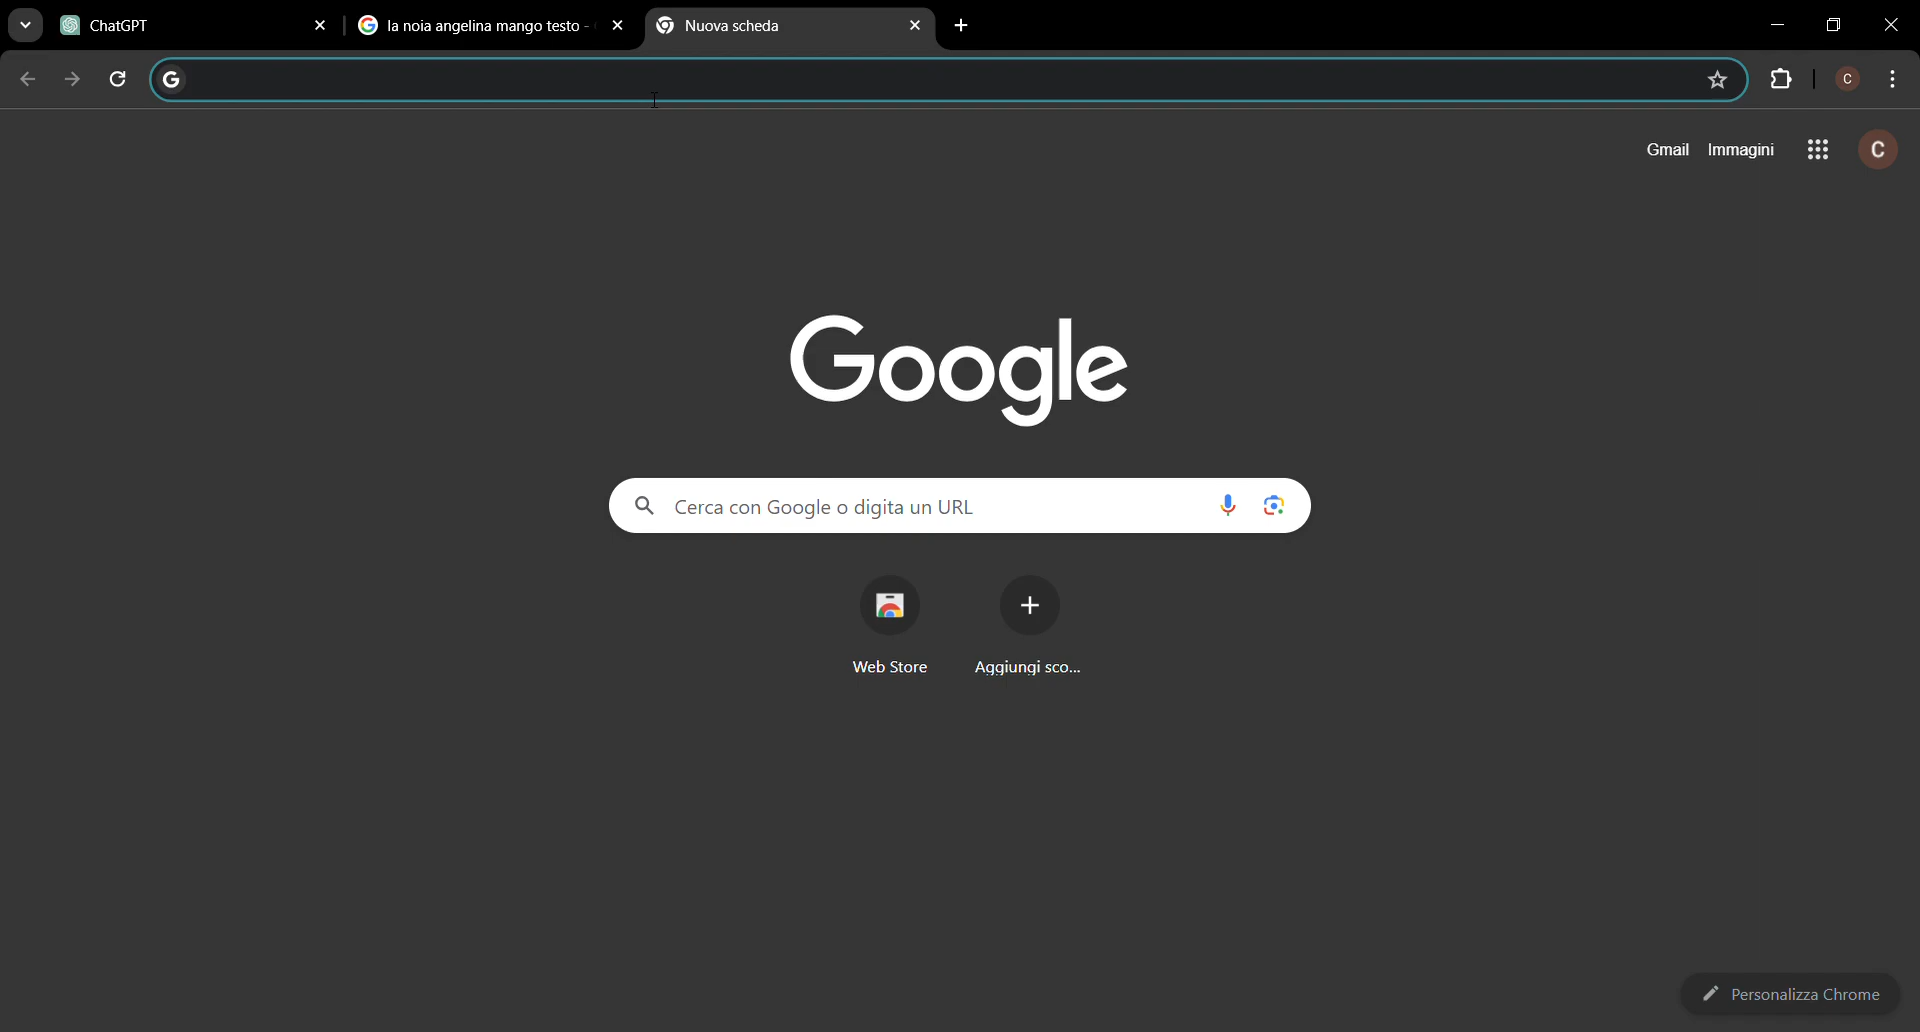 ChatGPT
la noia angelina mango testo -
Nuova scheda
G
C
Gmail
Immagini
C
Google
Cerca con Google o digita un URL
Web Store
Aggiungi sco...
Personalizza Chrome